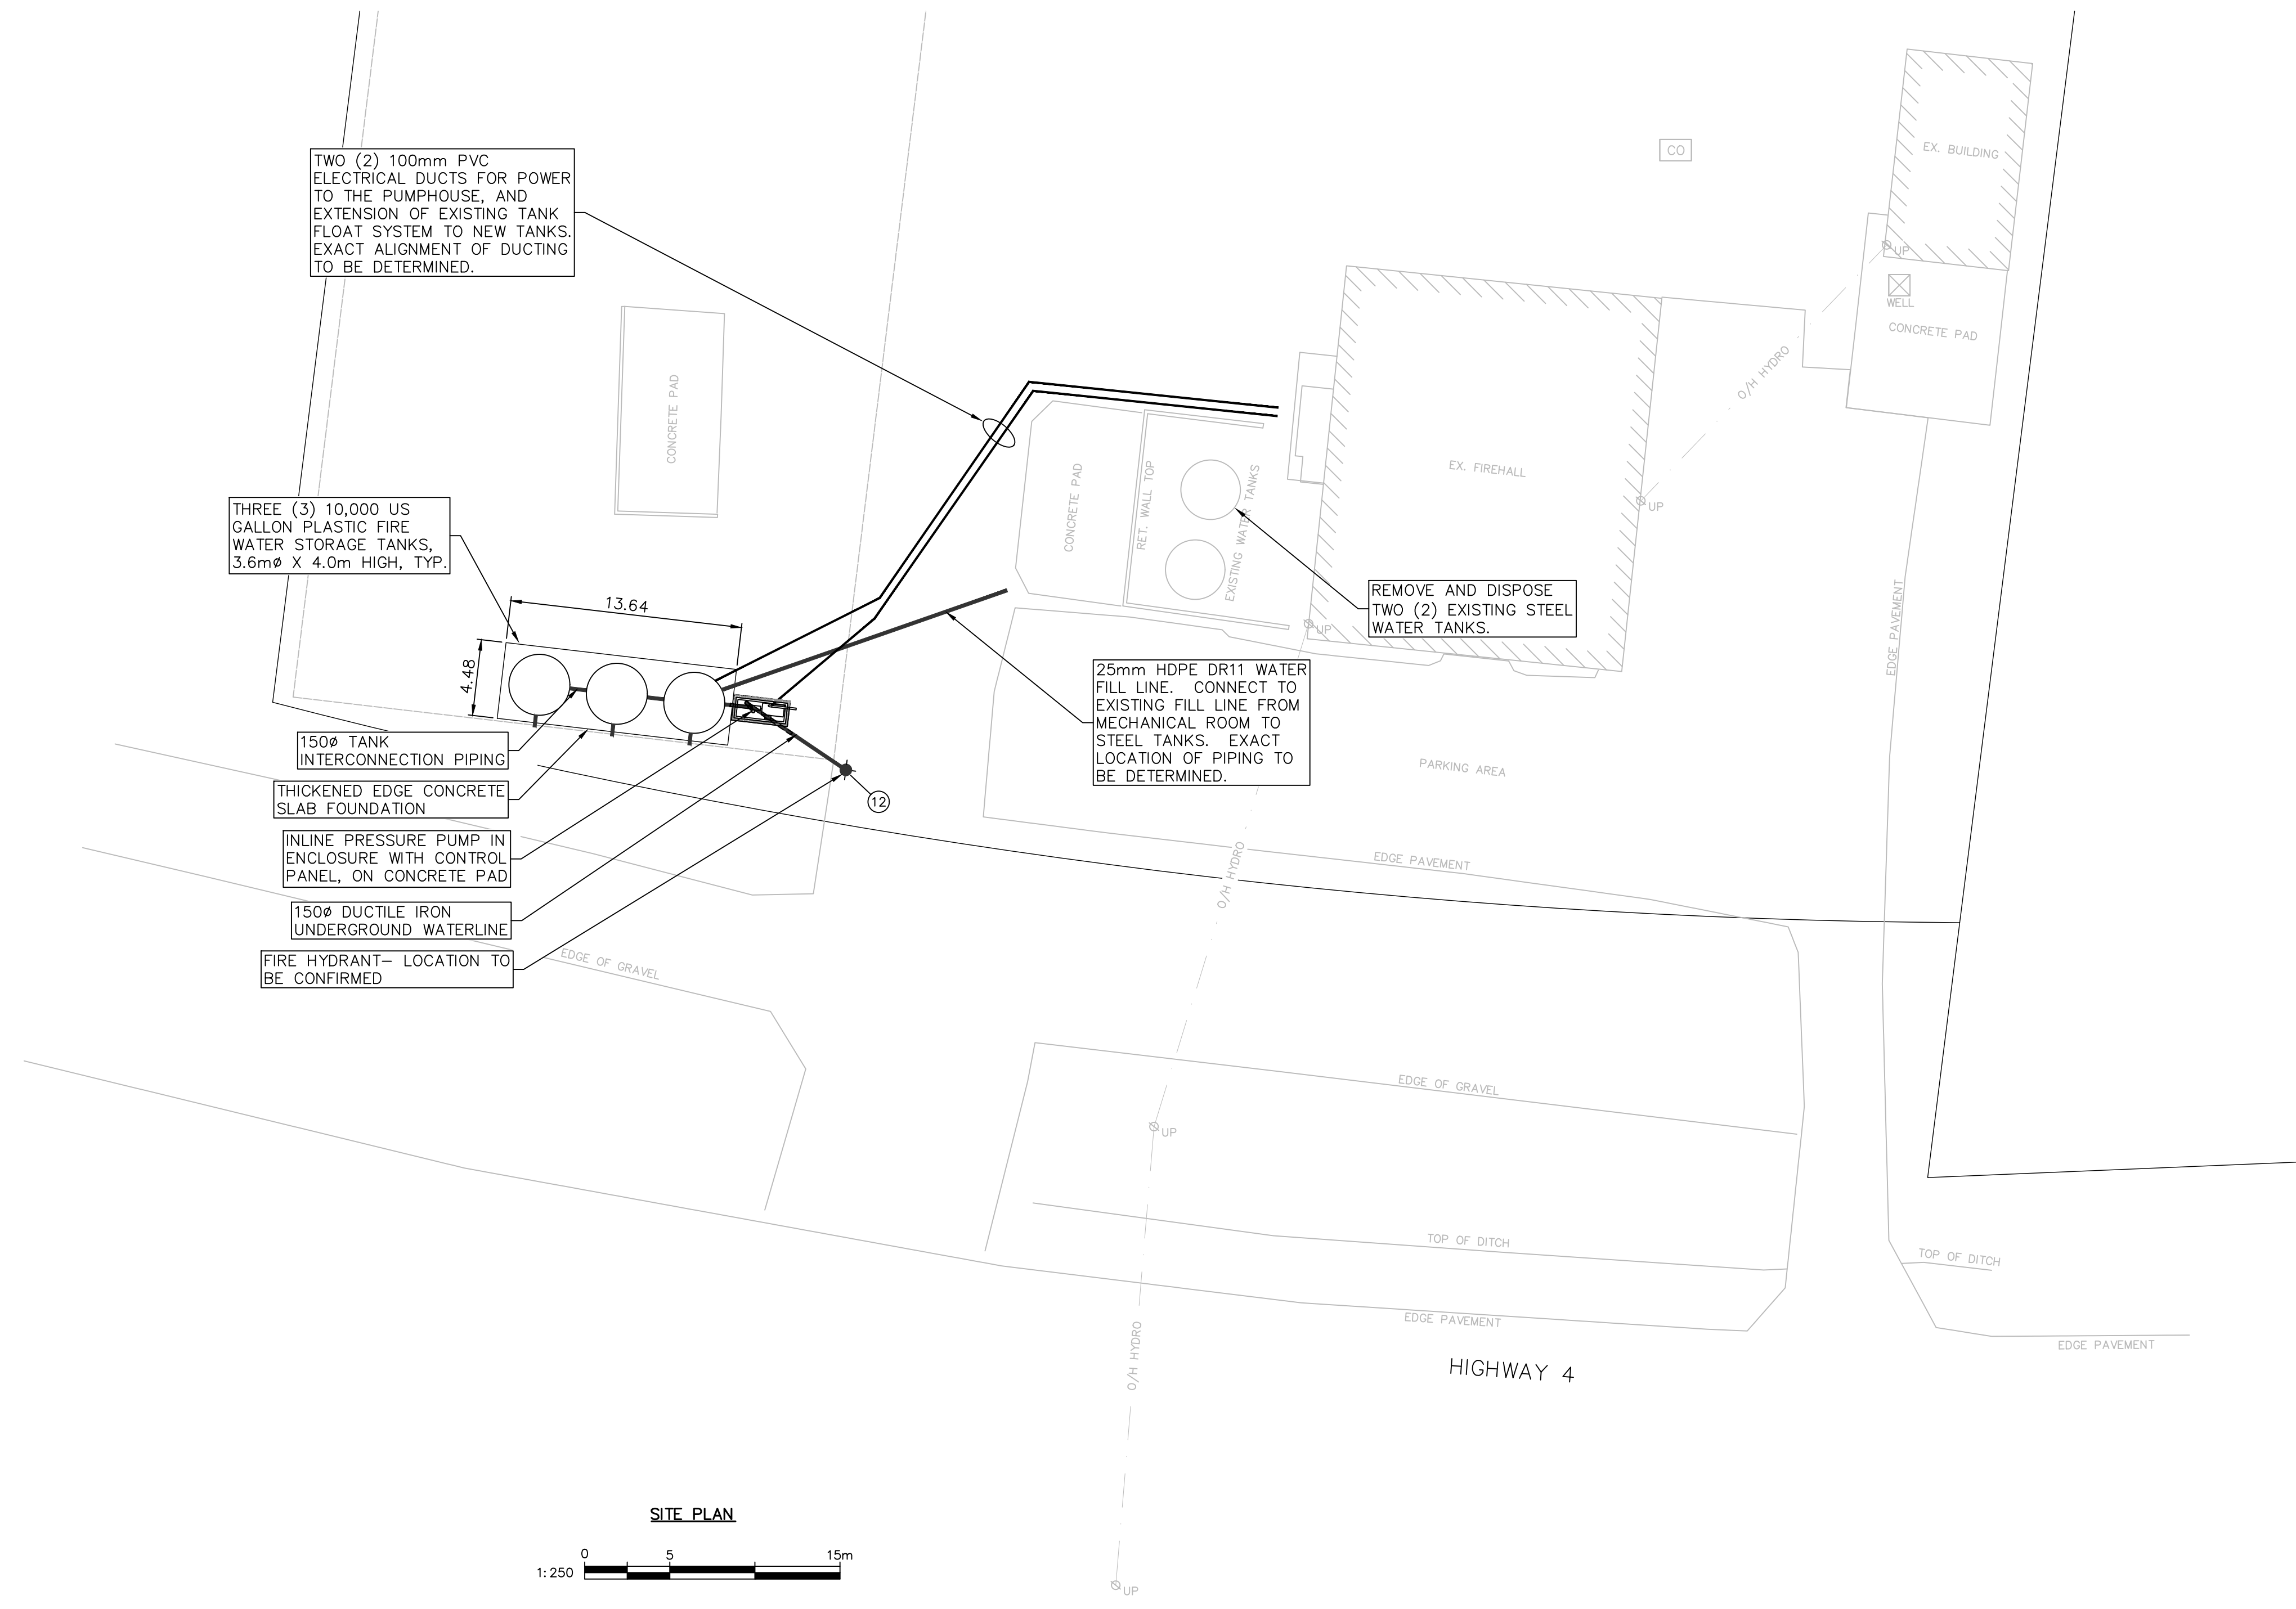 TWO (2) 100mm PVC
ELECTRICAL DUCTS FOR POWER
TO THE PUMPHOUSE, AND
EXTENSION OF EXISTING TANK
FLOAT SYSTEM TO NEW TANKS.
EXACT ALIGNMENT OF DUCTING
TO BE DETERMINED.
CO
EX. BUILDING
UP
WELL
CONCRETE PAD
O/H HYDRO
CONCRETE PAD
CONCRETE PAD
RET. WALL TOP
EXISTING WATER TANKS
EX. FIREHALL
UP
THREE (3) 10,000 US
GALLON PLASTIC FIRE
WATER STORAGE TANKS,
3.6mø X 4.0m HIGH, TYP.
13.64
4.48
REMOVE AND DISPOSE
TWO (2) EXISTING STEEL
WATER TANKS.
UP
EDGE PAVEMENT
25mm HDPE DR11 WATER
FILL LINE. CONNECT TO
EXISTING FILL LINE FROM
MECHANICAL ROOM TO
STEEL TANKS. EXACT
LOCATION OF PIPING TO
BE DETERMINED.
150ø TANK
INTERCONNECTION PIPING
THICKENED EDGE CONCRETE
SLAB FOUNDATION
12
INLINE PRESSURE PUMP IN
ENCLOSURE WITH CONTROL
PANEL, ON CONCRETE PAD
150ø DUCTILE IRON
UNDERGROUND WATERLINE
FIRE HYDRANT– LOCATION TO
BE CONFIRMED
PARKING AREA
EDGE PAVEMENT
O/H HYDRO
EDGE OF GRAVEL
EDGE OF GRAVEL
UP
TOP OF DITCH
TOP OF DITCH
EDGE PAVEMENT
EDGE PAVEMENT
O/H HYDRO
HIGHWAY 4
UP
SITE PLAN
0 5 15m
1:250